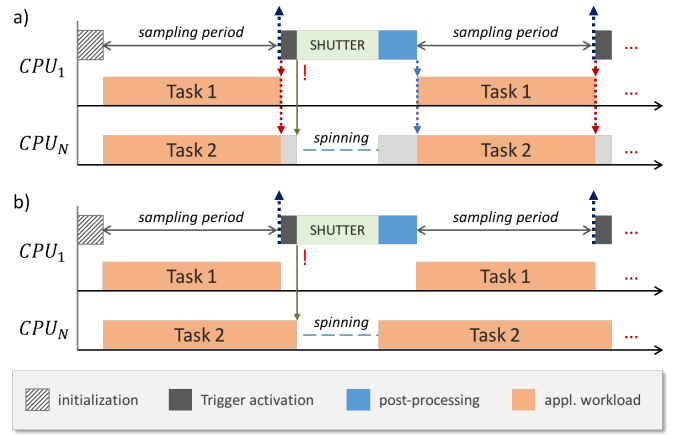 a)
sampling period
SHUTTER
sampling period
...
CPU₁
!
Task 1
Task 1
...
CPU_N
Task 2
spinning
Task 2
...
b)
sampling period
SHUTTER
sampling period
...
CPU₁
!
Task 1
Task 1
CPU_N
Task 2
spinning
Task 2
...
initialization
Trigger activation
post-processing
appl. workload